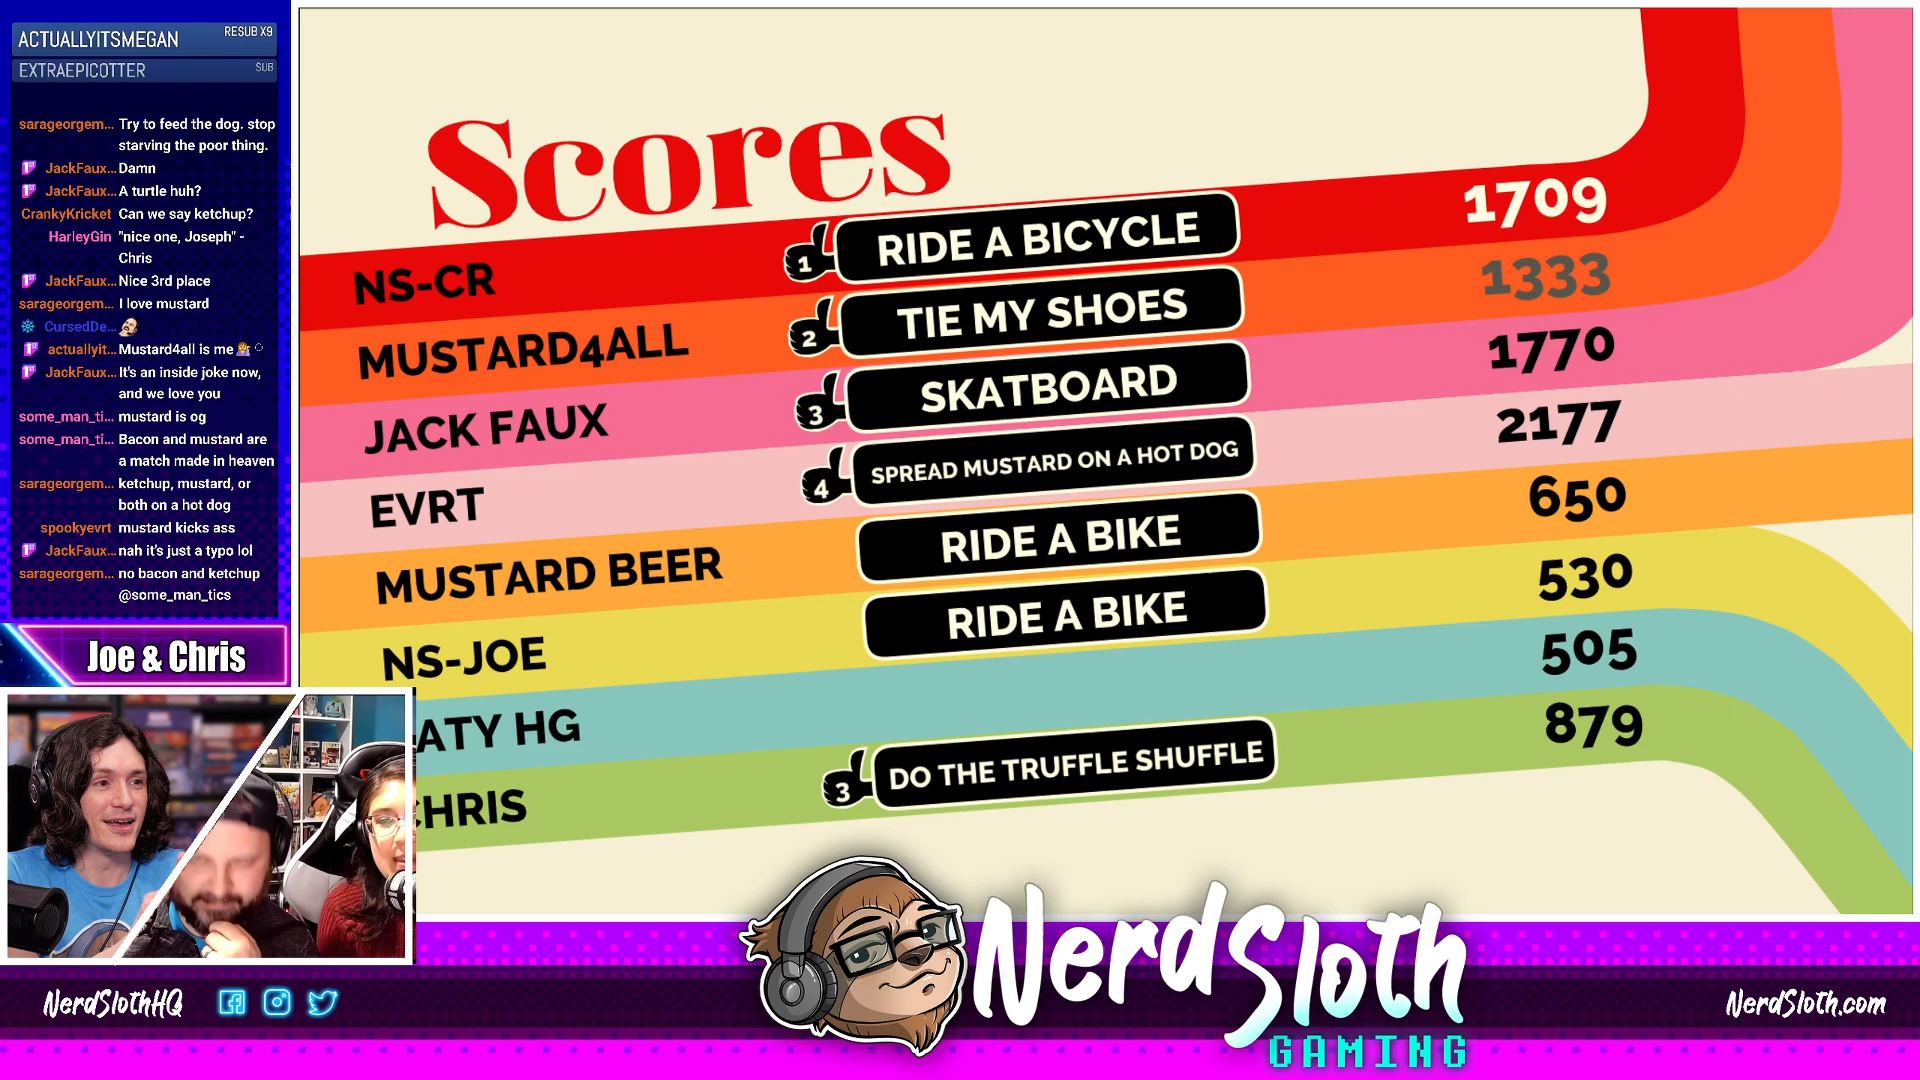 ACTUALLYITSMEGAN RESUB X9
EXTRAEPICOTTER SUB
sarageorgem... Try to feed the dog. stop
starving the poor thing.
JackFaux... Damn
JackFaux... A turtle huh?
CrankyKricket Can we say ketchup?
HarleyGin "nice one, Joseph" -
Chris
JackFaux... Nice 3rd place
sarageorgem... I love mustard
CursedDe...
actuallyit... Mustard4all is me
JackFaux... It's an inside joke now,
and we love you
some_man_ti... mustard is og
some_man_ti... Bacon and mustard are
a match made in heaven
sarageorgem... ketchup, mustard, or
both on a hot dog
spookyevrt mustard kicks ass
JackFaux... nah it's just a typo lol
sarageorgem... no bacon and ketchup
@some_man_tics
Joe & Chris
Scores
NS-CR 1 RIDE A BICYCLE 1709
MUSTARD4ALL 2 TIE MY SHOES 1333
JACK FAUX 3 SKATBOARD 1770
EVRT 4 SPREAD MUSTARD ON A HOT DOG 2177
MUSTARD BEER RIDE A BIKE 650
NS-JOE RIDE A BIKE 530
ATY HG 505
CHRIS 3 DO THE TRUFFLE SHUFFLE 879
NerdSloth
GAMING
NerdSlothHQ
NerdSloth.com